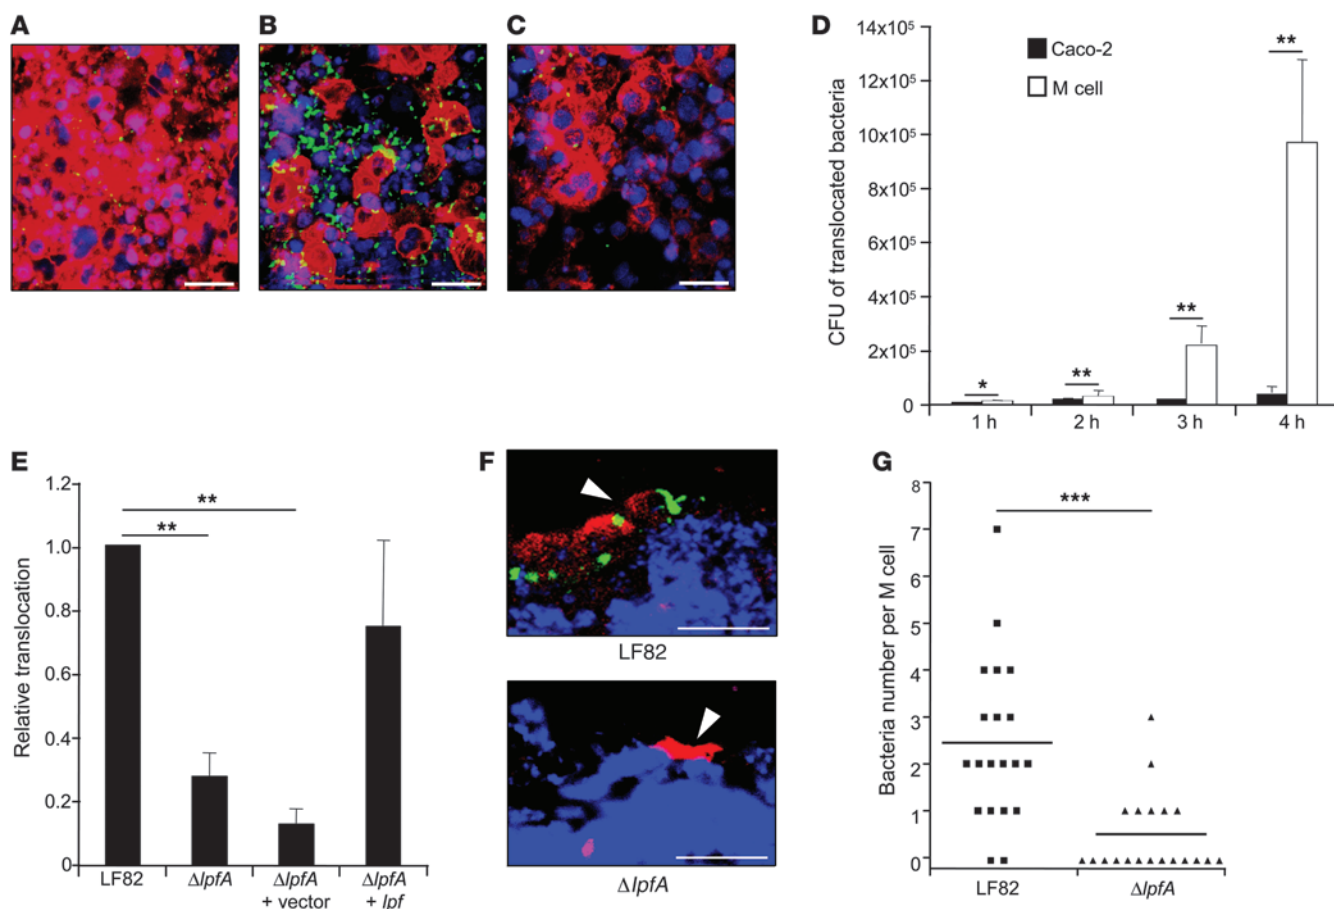 A
B
C
D
14x10⁵
12x10⁵
10x10⁵
8x10⁵
6x10⁵
4x10⁵
2x10⁵
0
CFU of translocated bacteria
Caco-2
M cell
*
**
**
**
1 h
2 h
3 h
4 h
E
1.2
1.0
0.8
0.6
0.4
0.2
0
Relative translocation
**
**
LF82
ΔlpfA
ΔlpfA
+ vector
ΔlpfA
+ lpf
F
LF82
ΔlpfA
G
8
7
6
5
4
3
2
1
0
Bacteria number per M cell
***
LF82
ΔlpfA